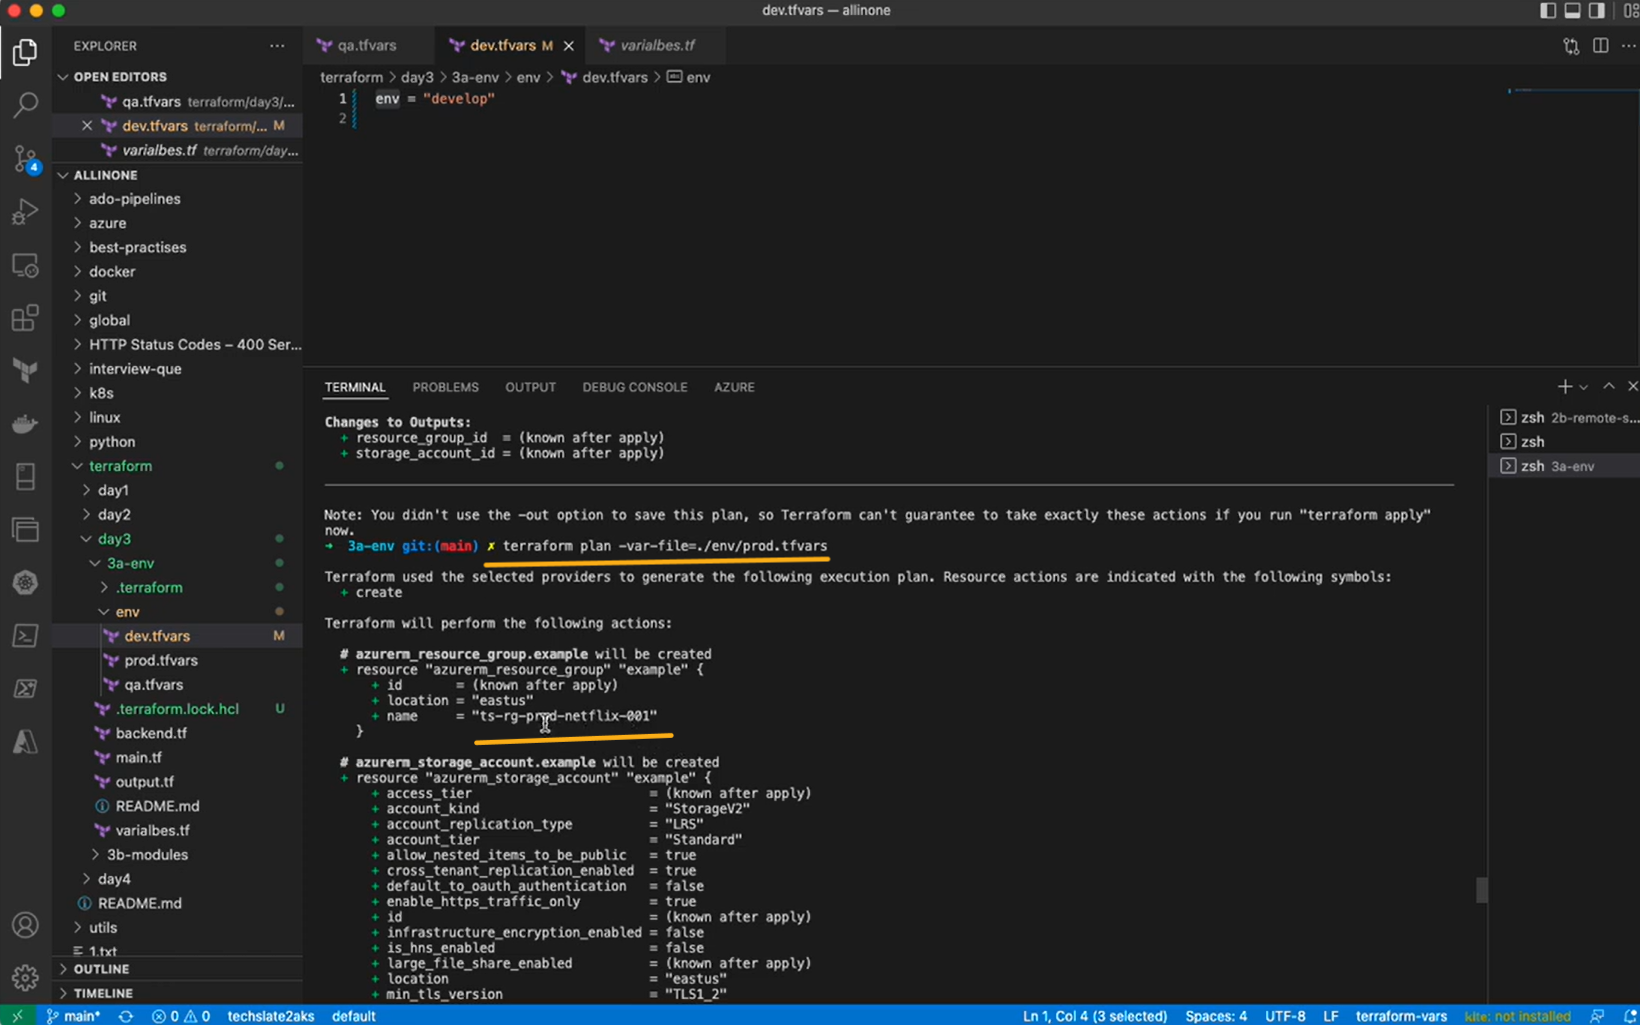 dev.tfvars — allinone
EXPLORER
OPEN EDITORS
qa.tfvars terraform/day3/...
dev.tfvars terraform/... M
varialbes.tf terraform/day...
ALLINONE
ado-pipelines
azure
best-practises
docker
git
global
HTTP Status Codes – 400 Ser...
interview-que
k8s
linux
python
terraform
day1
day2
day3
3a-env
.terraform
env
dev.tfvars M
prod.tfvars
qa.tfvars
.terraform.lock.hcl U
backend.tf
main.tf
output.tf
README.md
varialbes.tf
3b-modules
day4
README.md
utils
1.txt
OUTLINE
TIMELINE
4
qa.tfvars
dev.tfvars M
varialbes.tf
terraform > day3 > 3a-env > env > dev.tfvars > env
1 env = "develop"
2
TERMINAL PROBLEMS OUTPUT DEBUG CONSOLE AZURE
Changes to Outputs:
+ resource_group_id = (known after apply)
+ storage_account_id = (known after apply)
Note: You didn't use the -out option to save this plan, so Terraform can't guarantee to take exactly these actions if you run "terraform apply"
now.
→ 3a-env git:(main) ✗ terraform plan -var-file=./env/prod.tfvars
Terraform used the selected providers to generate the following execution plan. Resource actions are indicated with the following symbols:
+ create
Terraform will perform the following actions:
# azurerm_resource_group.example will be created
+ resource "azurerm_resource_group" "example" {
+ id = (known after apply)
+ location = "eastus"
+ name = "ts-rg-prod-netflix-001"
}
# azurerm_storage_account.example will be created
+ resource "azurerm_storage_account" "example" {
+ access_tier = (known after apply)
+ account_kind = "StorageV2"
+ account_replication_type = "LRS"
+ account_tier = "Standard"
+ allow_nested_items_to_be_public = true
+ cross_tenant_replication_enabled = true
+ default_to_oauth_authentication = false
+ enable_https_traffic_only = true
+ id = (known after apply)
+ infrastructure_encryption_enabled = false
+ is_hns_enabled = false
+ large_file_share_enabled = (known after apply)
+ location = "eastus"
+ min_tls_version = "TLS1_2"
zsh 2b-remote-s...
zsh
zsh 3a-env
main* 0 0 techslate2aks default
Ln 1, Col 4 (3 selected) Spaces: 4 UTF-8 LF terraform-vars kite: not installed